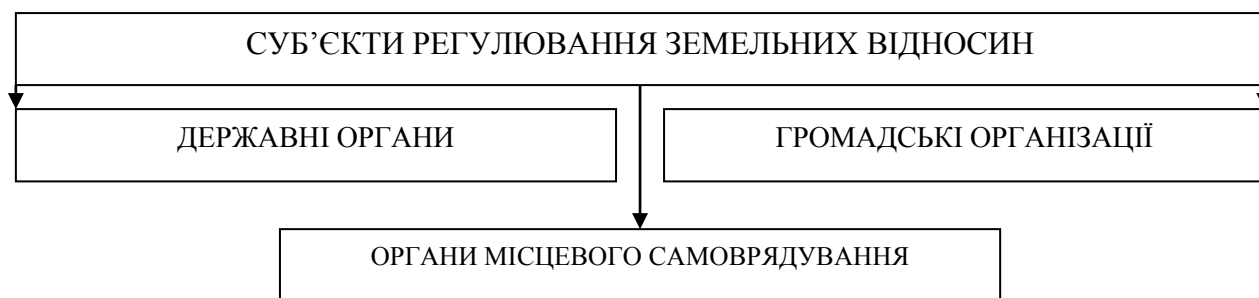 СУБ’ЄКТИ РЕГУЛЮВАННЯ ЗЕМЕЛЬНИХ ВІДНОСИН
ДЕРЖАВНІ ОРГАНИ
ГРОМАДСЬКІ ОРГАНІЗАЦІЇ
ОРГАНИ МІСЦЕВОГО САМОВРЯДУВАННЯ